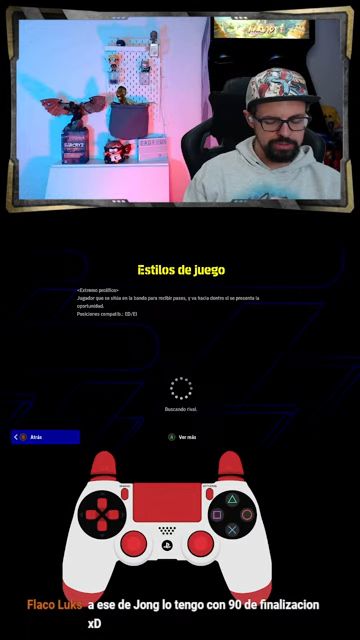 NARUTO
Estilos de juego
<Extremo prolífico>
Jugador que se sitúa en la banda para recibir pases, y va hacia dentro si se presenta la
oportunidad.
Posiciones compatib.: ED/EI
Buscando rival.
B Atrás
A Ver más
Flaco Luks a ese de Jong lo tengo con 90 de finalizacion
xD